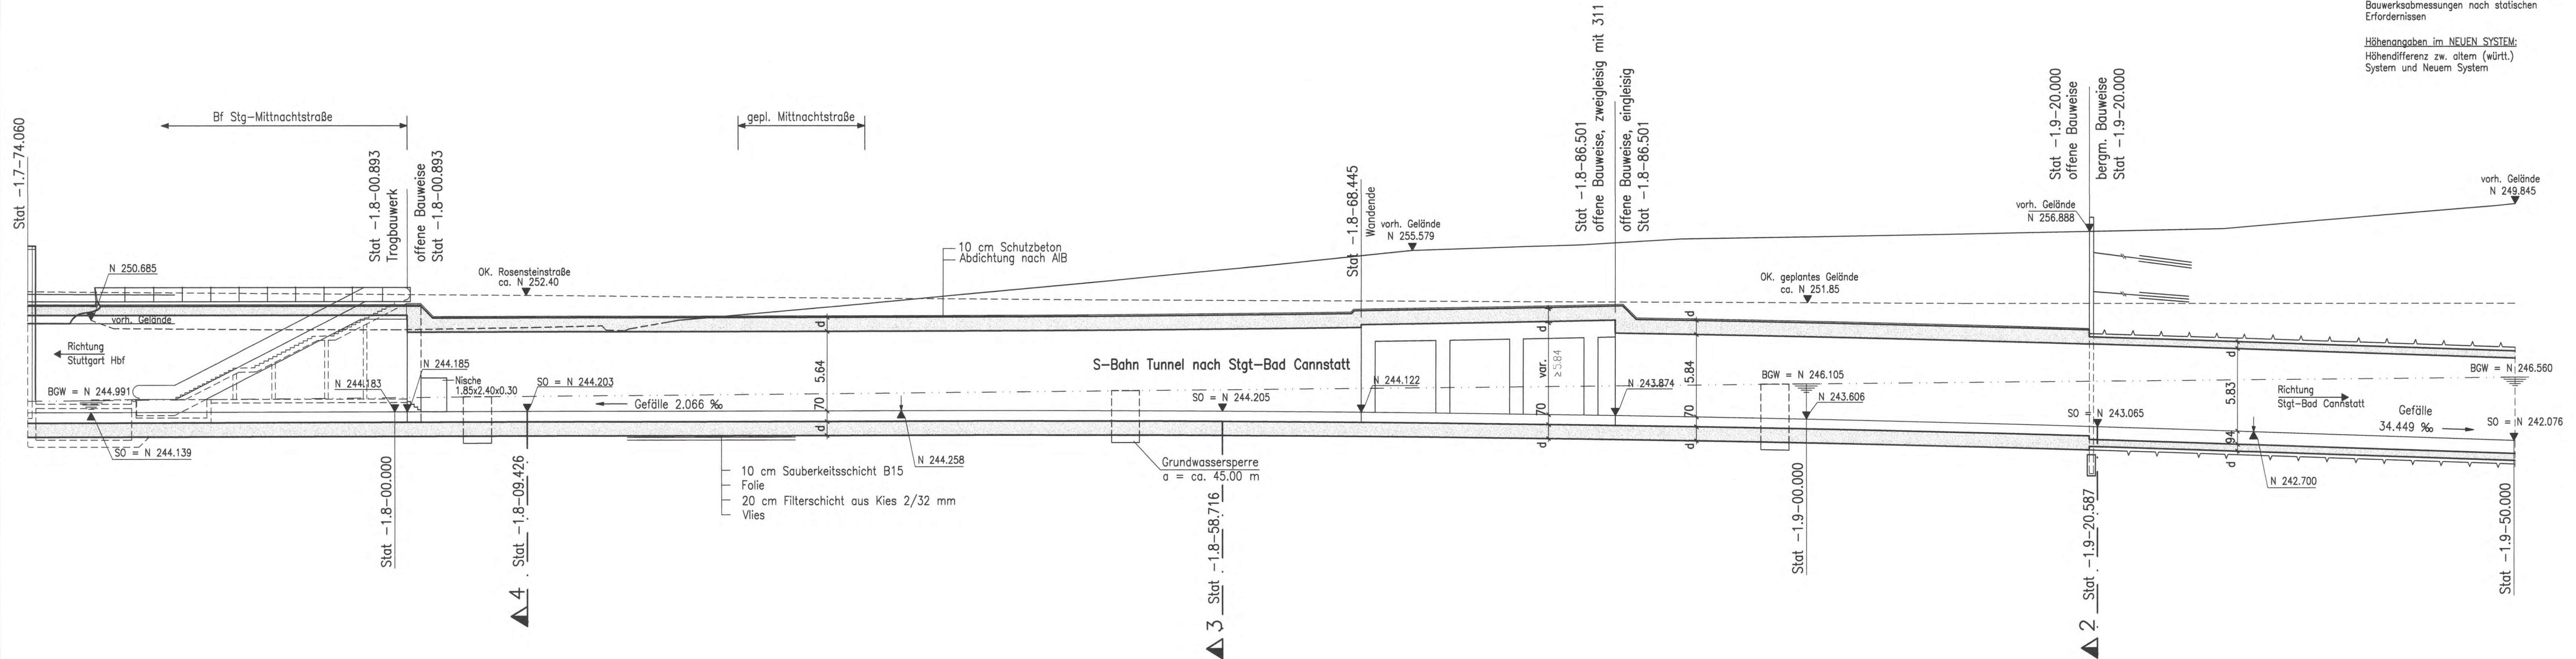 Bauwerksabmessungen nach statischen
Erfordernissen
Höhenangaben im NEUEN SYSTEM:
Höhendifferenz zw. altem (württ.)
System und Neuem System
Stat -1.7-74.060
Bf Stg-Mittnachtstraße
Stat -1.8-00.893
Trogbauwerk
offene Bauweise
Stat -1.8-00.893
gepl. Mittnachtstraße
Stat -1.8-68.445
Wandende
Stat -1.8-86.501
offene Bauweise, zweigleisig mit 311
offene Bauweise, eingleisig
Stat -1.8-86.501
Stat -1.9-20.000
offene Bauweise
bergm. Bauweise
Stat -1.9-20.000
vorh. Gelände
N 249.845
vorh. Gelände
N 256.888
vorh. Gelände
N 255.579
10 cm Schutzbeton
Abdichtung nach AIB
N 250.685
OK. Rosensteinstraße
ca. N 252.40
OK. geplantes Gelände
ca. N 251.85
vorh. Gelände
Richtung
Stuttgart Hbf
BGW = N 244.991
SO = N 244.139
N 244.183
N 244.185
Nische
1.85x2.40x0.30
SO = N 244.203
Gefälle 2.066 ‰
d
5.64
70
d
N 244.258
S-Bahn Tunnel nach Stgt-Bad Cannstatt
SO = N 244.205
N 244.122
d
var.
≥5.84
70
d
N 243.874
d
5.84
70
d
BGW = N 246.105
N 243.606
SO = N 243.065
d
5.83
94
d
N 242.700
Richtung
Stgt-Bad Cannstatt
Gefälle
34.449 ‰
BGW = N 246.560
SO = N 242.076
10 cm Sauberkeitsschicht B15
Folie
20 cm Filterschicht aus Kies 2/32 mm
Vlies
Grundwassersperre
a = ca. 45.00 m
Stat -1.8-00.000
4 Stat -1.8-09.426
3 Stat -1.8-58.716
Stat -1.9-00.000
2 Stat -1.9-20.587
Stat -1.9-50.000